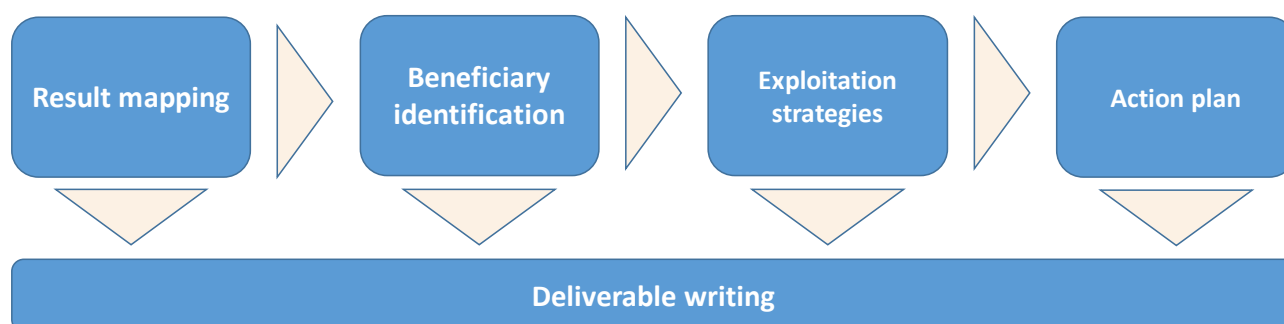 Result mapping
Beneficiary
identification
Exploitation
strategies
Action plan
Deliverable writing